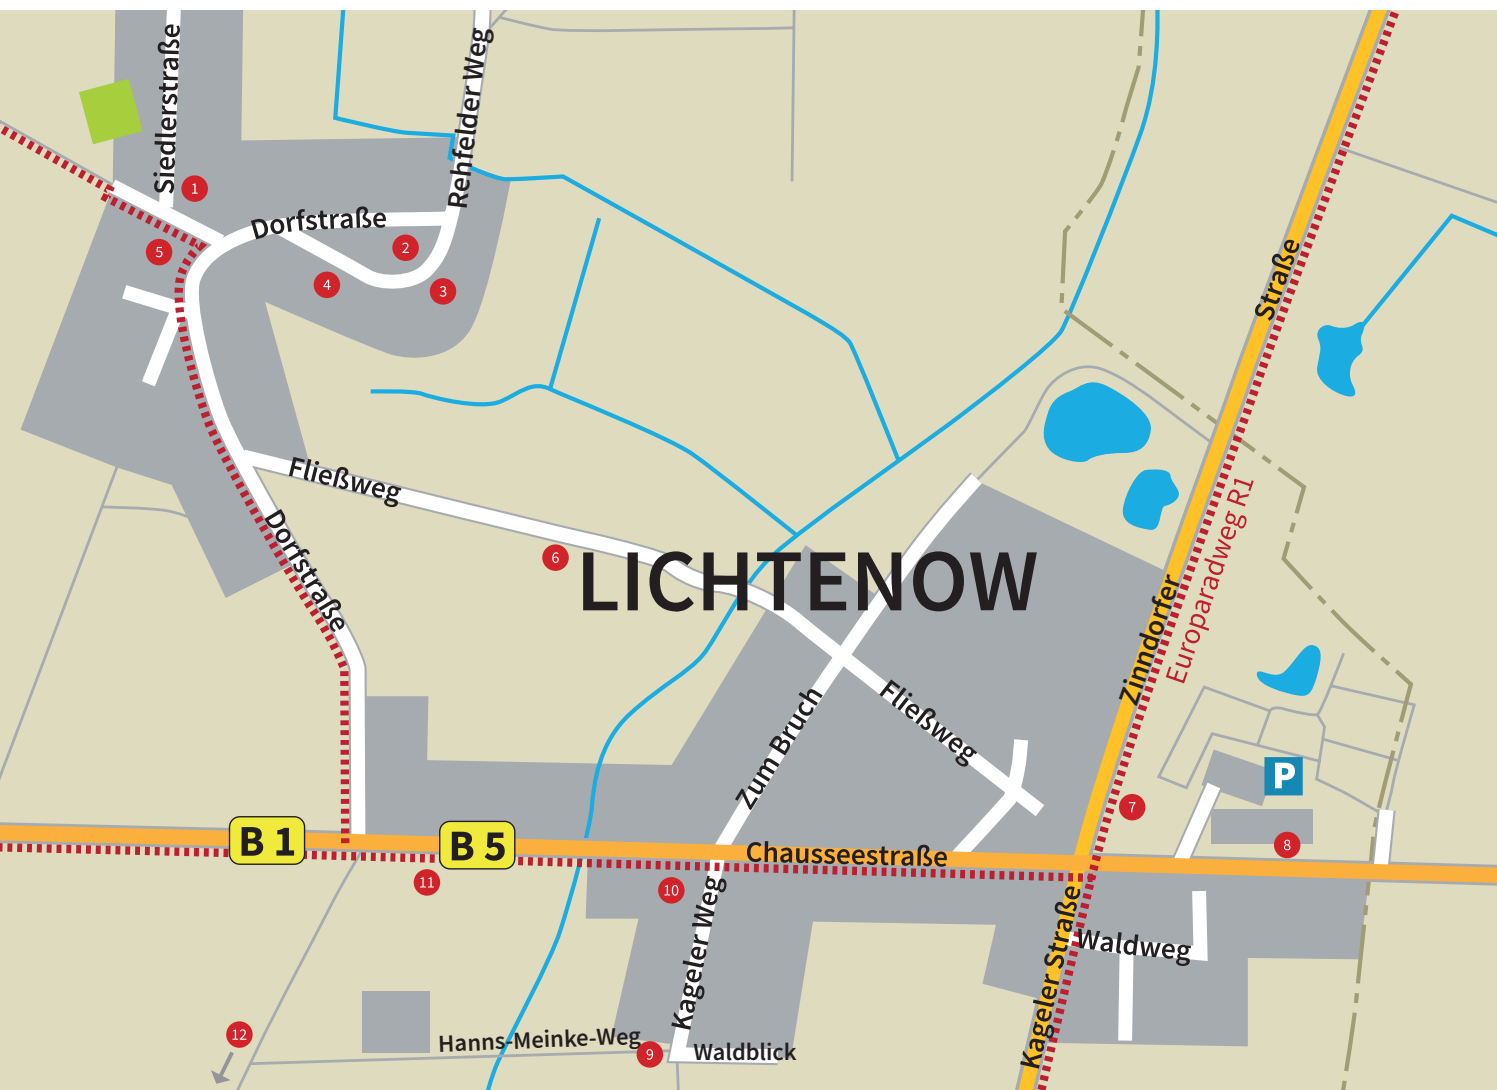 Siedlerstraße
Rehfelder Weg
1
Dorfstraße
2
5
4
3
Straße
Fließweg
Europaradweg R1
Dorfstraße
6
LICHTENOW
Zinndorfer
Fließweg
Zum Bruch
P
7
B 1
B 5
Chausseestraße
8
11
10
Kageler Weg
Kageler Straße
Waldweg
12
Hanns-Meinke-Weg
9
Waldblick